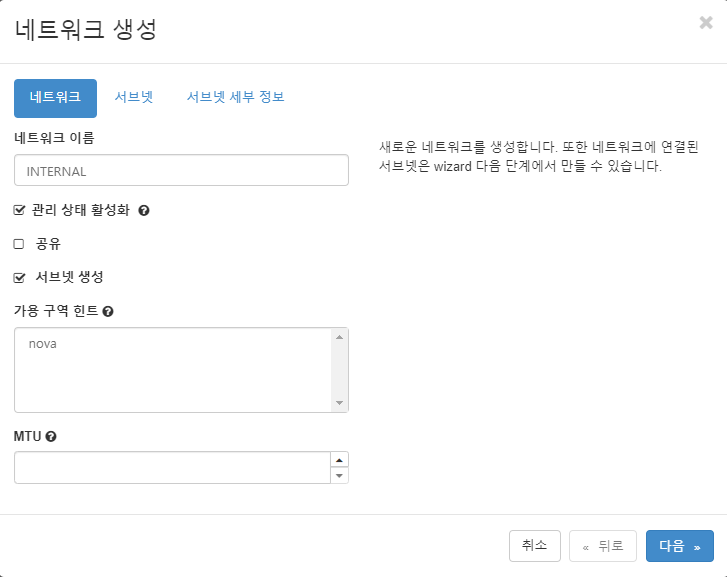 네트워크 생성
×
네트워크 서브넷 서브넷 세부 정보
네트워크 이름
INTERNAL
관리 상태 활성화
공유
서브넷 생성
가용 구역 힌트
nova
MTU
새로운 네트워크를 생성합니다. 또한 네트워크에 연결된
서브넷은 wizard 다음 단계에서 만들 수 있습니다.
취소 « 뒤로 다음 »